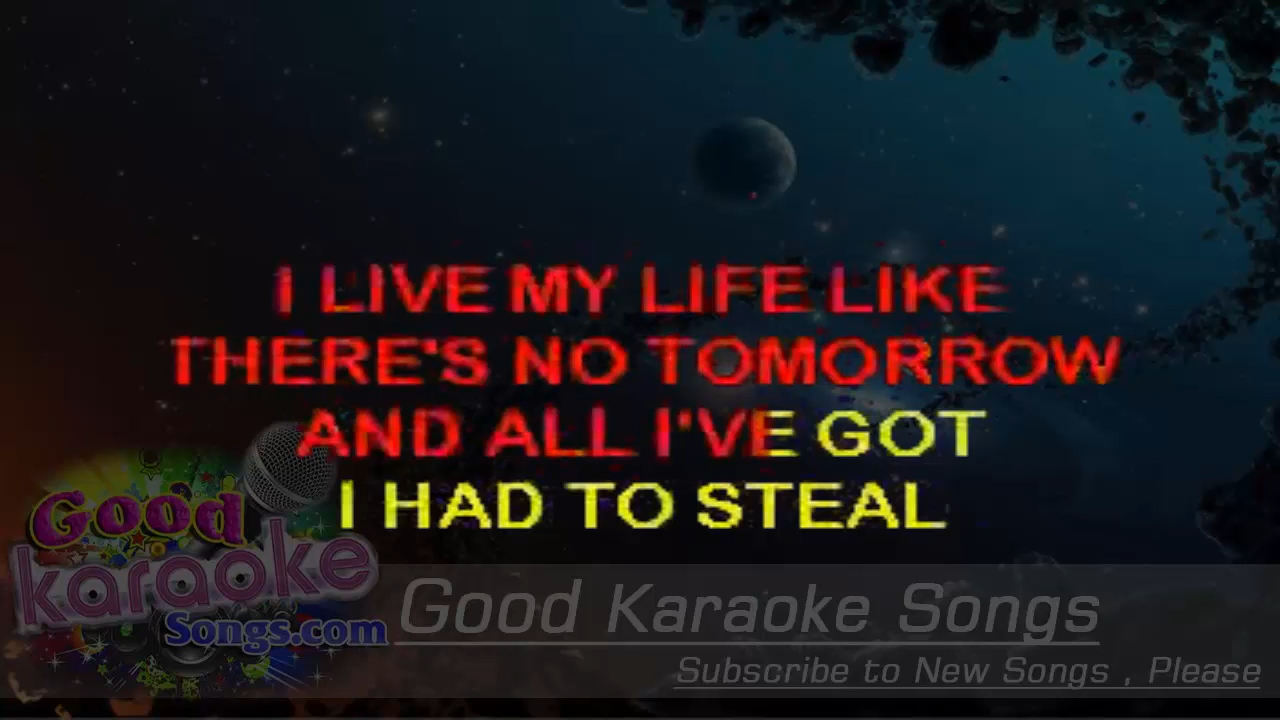 I LIVE MY LIFE LIKE
THERE'S NO TOMORROW
AND ALL I'VE GOT
I HAD TO STEAL
Good
karaoke
Songs.com
Good Karaoke Songs
Subscribe to New Songs , Please